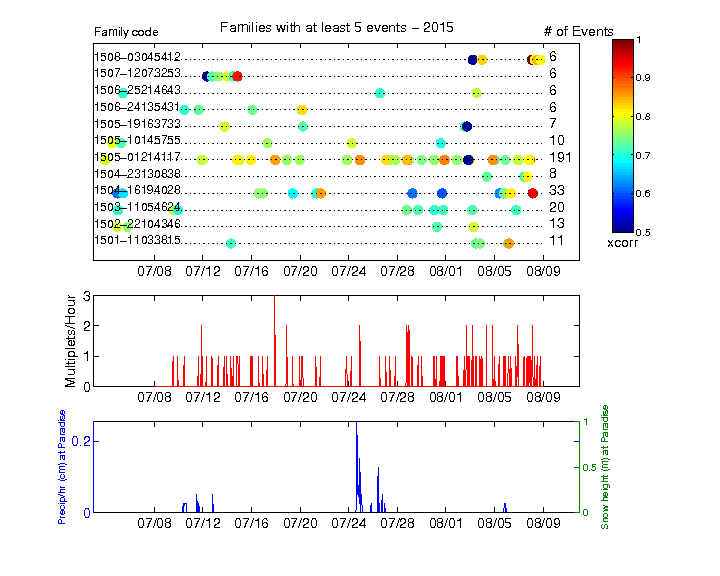 Families with at least 5 events – 2015
Family code
# of Events
1508–03045412 6
1507–12073253 6
1506–25214643 6
1506–24135431 6
1505–19163733 7
1505–10145755 10
1505–01214117 191
1504–23130838 8
1504–16194028 33
1503–11054624 20
1502–22104346 13
1501–11033815 11
07/08 07/12 07/16 07/20 07/24 07/28 08/01 08/05 08/09
1
0.9
0.8
0.7
0.6
0.5
xcorr
Multiplets/Hour
3
2
1
0
07/08 07/12 07/16 07/20 07/24 07/28 08/01 08/05 08/09
Precip/hr (cm) at Paradise
0.2
0
1
0.5
0
Snow height (m) at Paradise
07/08 07/12 07/16 07/20 07/24 07/28 08/01 08/05 08/09